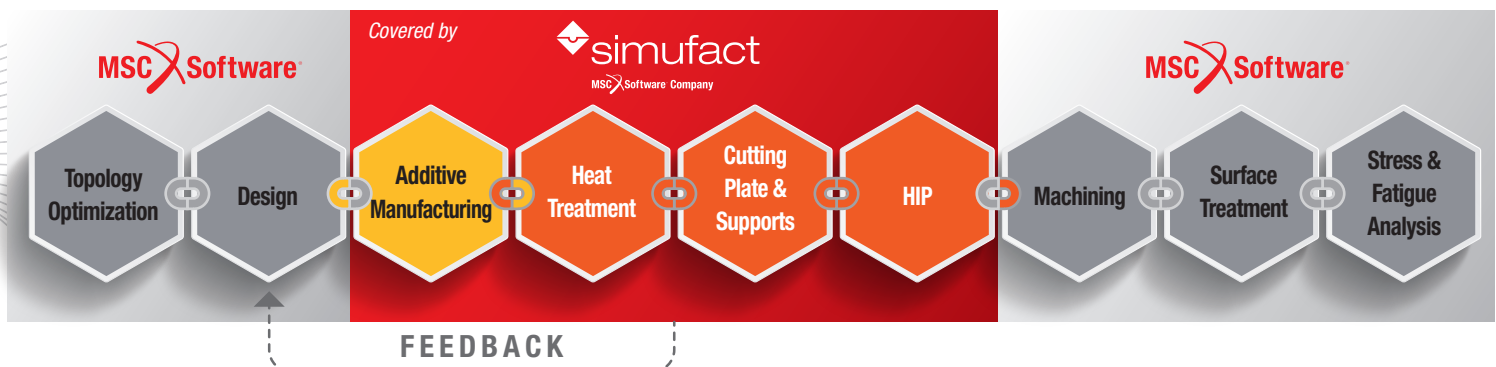 MSC Software®
Covered by
simufact
MSC Software Company
MSC Software®
Topology
Optimization
Design
Additive
Manufacturing
Heat
Treatment
Cutting
Plate &
Supports
HIP
Machining
Surface
Treatment
Stress &
Fatigue
Analysis
FEEDBACK